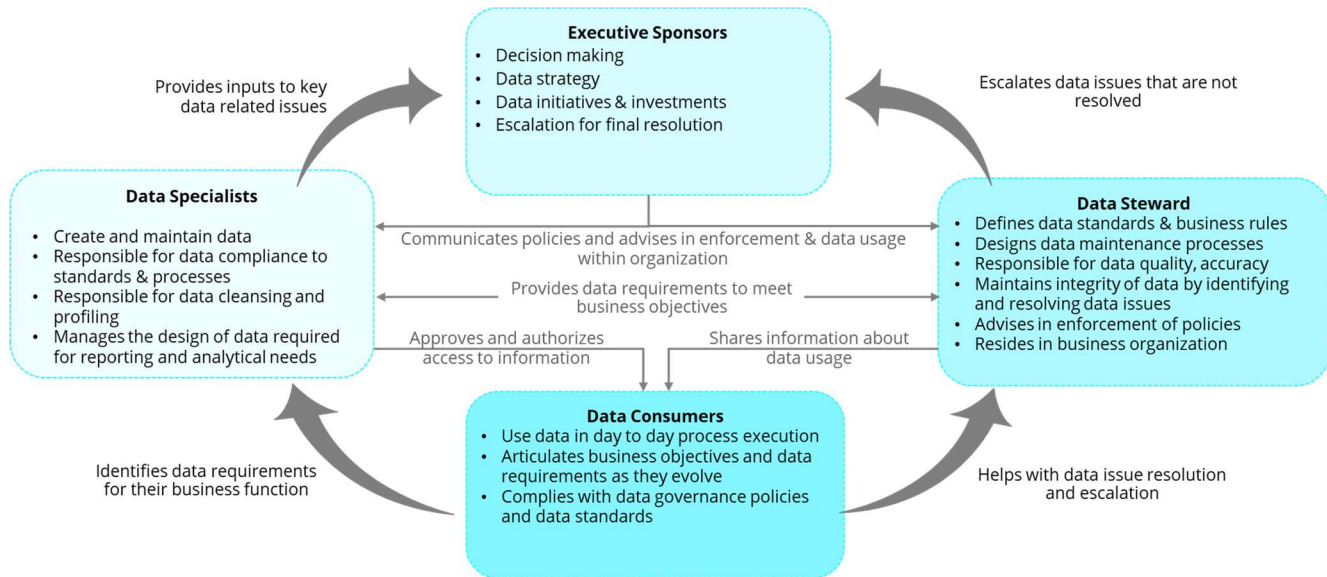 Executive Sponsors
• Decision making
• Data strategy
• Data initiatives & investments
• Escalation for final resolution
Provides inputs to key
data related issues
Escalates data issues that are not
resolved
Data Specialists
• Create and maintain data
• Responsible for data compliance to
standards & processes
• Responsible for data cleansing and
profiling
• Manages the design of data required
for reporting and analytical needs
Communicates policies and advises in enforcement & data usage
within organization
Provides data requirements to meet
business objectives
Approves and authorizes
access to information
Shares information about
data usage
Data Steward
• Defines data standards & business rules
• Designs data maintenance processes
• Responsible for data quality, accuracy
• Maintains integrity of data by identifying
and resolving data issues
• Advises in enforcement of policies
• Resides in business organization
Data Consumers
• Use data in day to day process execution
• Articulates business objectives and data
requirements as they evolve
• Complies with data governance policies
and data standards
Identifies data requirements
for their business function
Helps with data issue resolution
and escalation